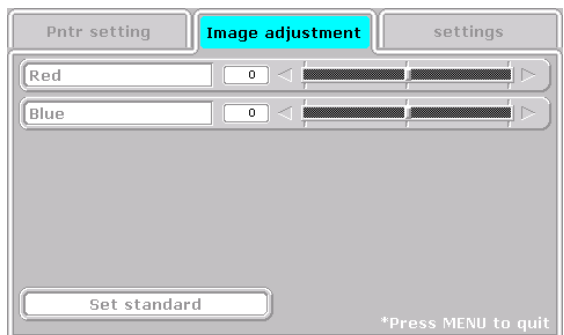 Pntr setting Image adjustment settings
Red 0
Blue 0
Set standard
*Press MENU to quit